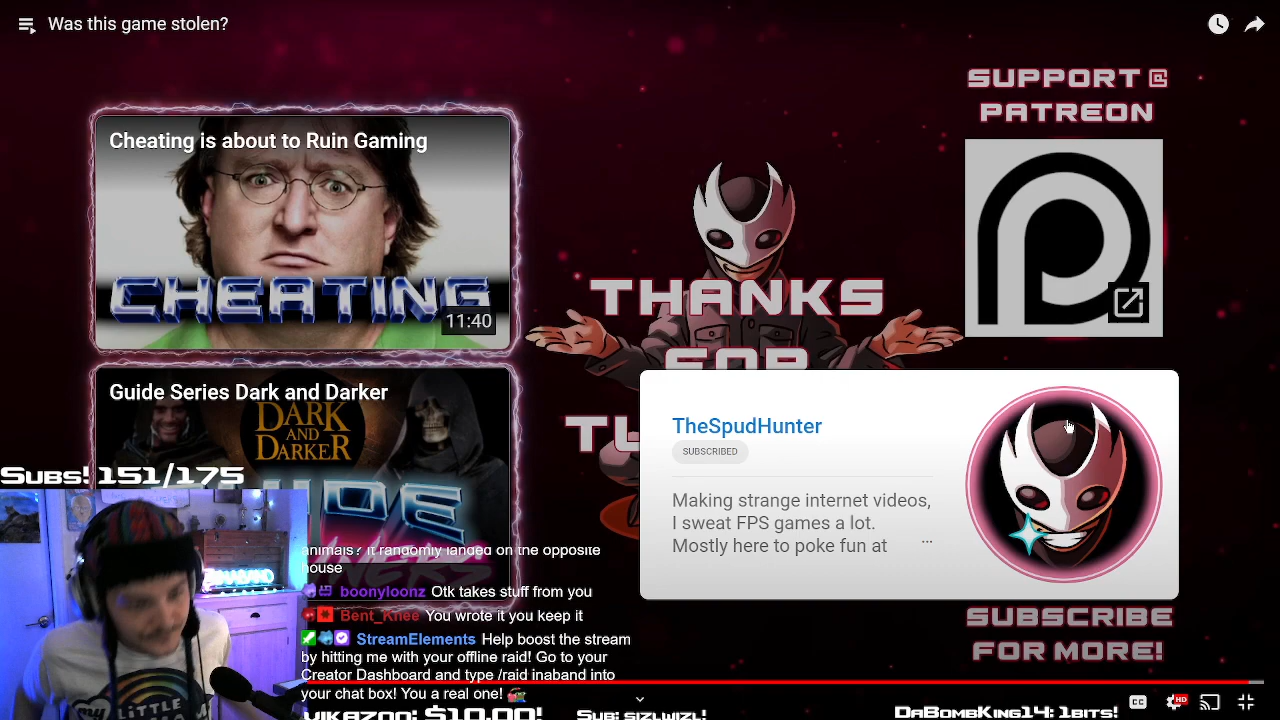 Was this game stolen?
SUPPORT @
PATREON
Cheating is about to Ruin Gaming
CHEATING
11:40
THANKS
FOR
Guide Series Dark and Darker
DARK
AND
DARKER
TheSpudHunter
SUBSCRIBED
Making strange internet videos,
I sweat FPS games a lot.
Mostly here to poke fun at
...
Subs! 151/175
animals? it randomly landed on the opposite
house
boonyloonz Otk takes stuff from you
Bent_Knee You wrote it you keep it
StreamElements Help boost the stream
by hitting me with your offline raid! Go to your
Creator Dashboard and type /raid inaband into
your chat box! You a real one!
SUBSCRIBE
FOR MORE!
my LiTTLE
CC
HD
VIKAZOO: $10.00!
Sub: sizlwizl!
DaBombKing14: 1bits!